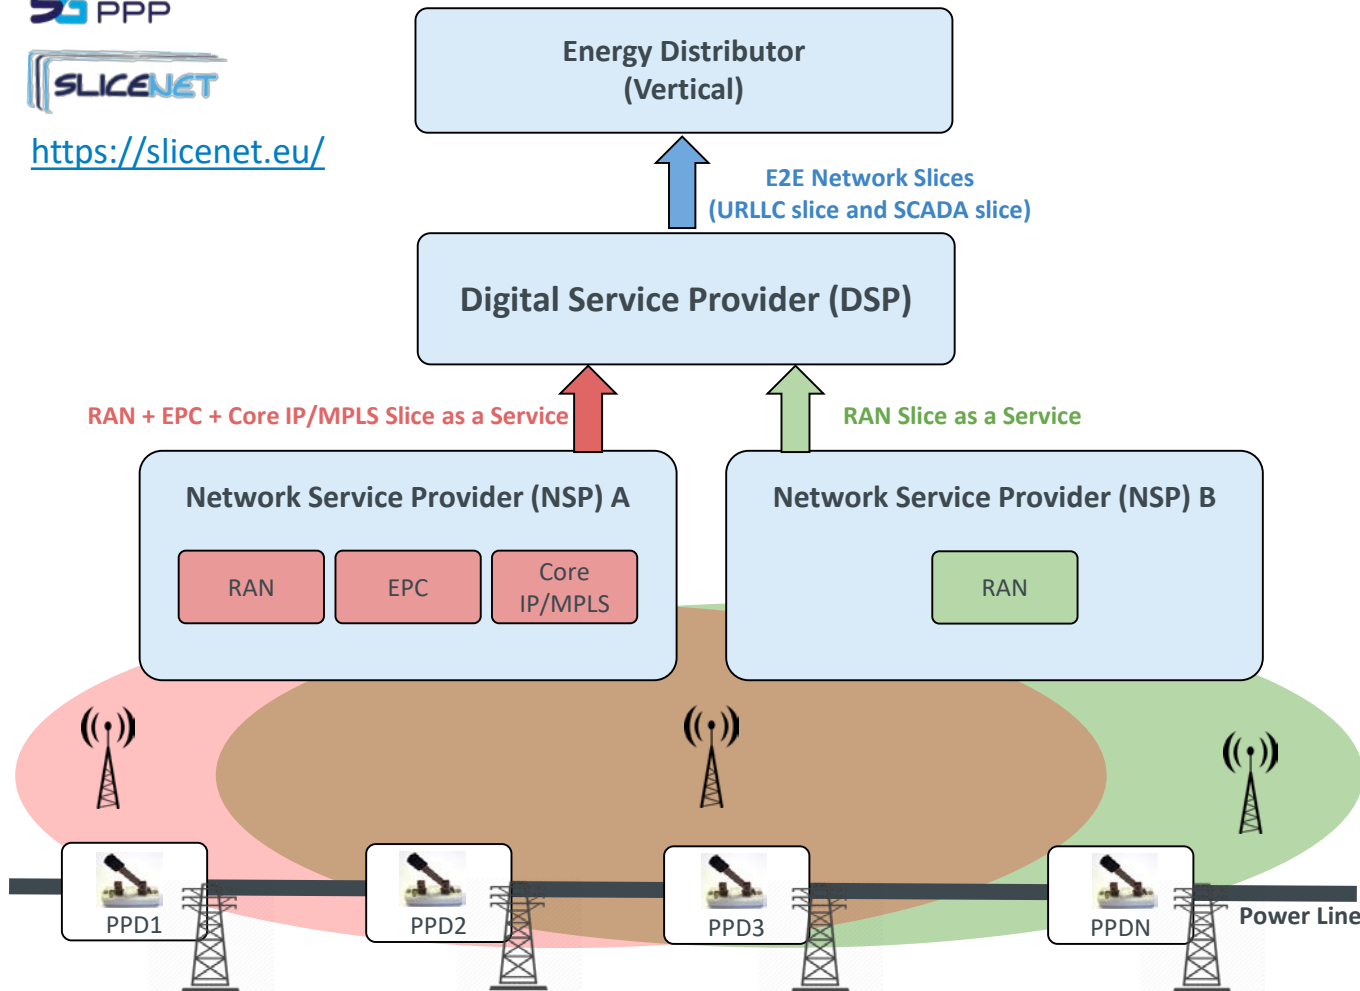 5G PPP
SLICENET
https://slicenet.eu/
Energy Distributor
(Vertical)
E2E Network Slices
(URLLC slice and SCADA slice)
Digital Service Provider (DSP)
RAN + EPC + Core IP/MPLS Slice as a Service
RAN Slice as a Service
Network Service Provider (NSP) A
RAN
EPC
Core
IP/MPLS
Network Service Provider (NSP) B
RAN
PPD1
PPD2
PPD3
PPDN
Power Line